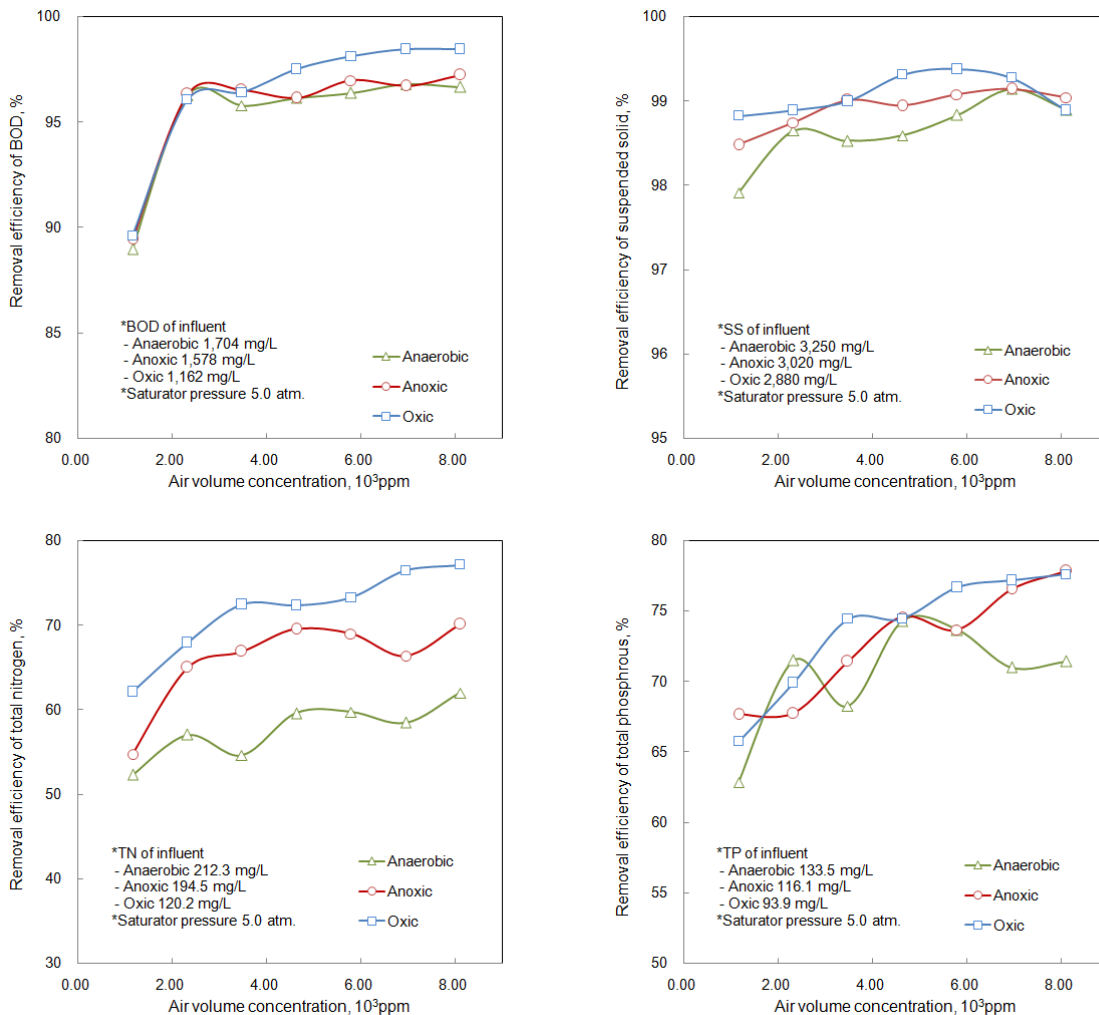 Removal efficiency of BOD, %
100
95
90
85
80
*BOD of influent
- Anaerobic 1,704 mg/L
- Anoxic 1,578 mg/L
- Oxic 1,162 mg/L
*Saturator pressure 5.0 atm.
Anaerobic
Anoxic
Oxic
0.00 2.00 4.00 6.00 8.00
Air volume concentration, 10³ppm
Removal efficiency of suspended solid, %
100
99
98
97
96
95
*SS of influent
- Anaerobic 3,250 mg/L
- Anoxic 3,020 mg/L
- Oxic 2,880 mg/L
*Saturator pressure 5.0 atm.
Anaerobic
Anoxic
Oxic
0.00 2.00 4.00 6.00 8.00
Air volume concentration, 10³ppm
Removal efficiency of total nitrogen, %
80
70
60
50
40
30
*TN of influent
- Anaerobic 212.3 mg/L
- Anoxic 194.5 mg/L
- Oxic 120.2 mg/L
*Saturator pressure 5.0 atm.
Anaerobic
Anoxic
Oxic
0.00 2.00 4.00 6.00 8.00
Air volume concentration, 10³ppm
Removal efficiency of total phosphrous, %
80
75
70
65
60
55
50
*TP of influent
- Anaerobic 133.5 mg/L
- Anoxic 116.1 mg/L
- Oxic 93.9 mg/L
*Saturator pressure 5.0 atm.
Anaerobic
Anoxic
Oxic
0.00 2.00 4.00 6.00 8.00
Air volume concentration, 10³ppm